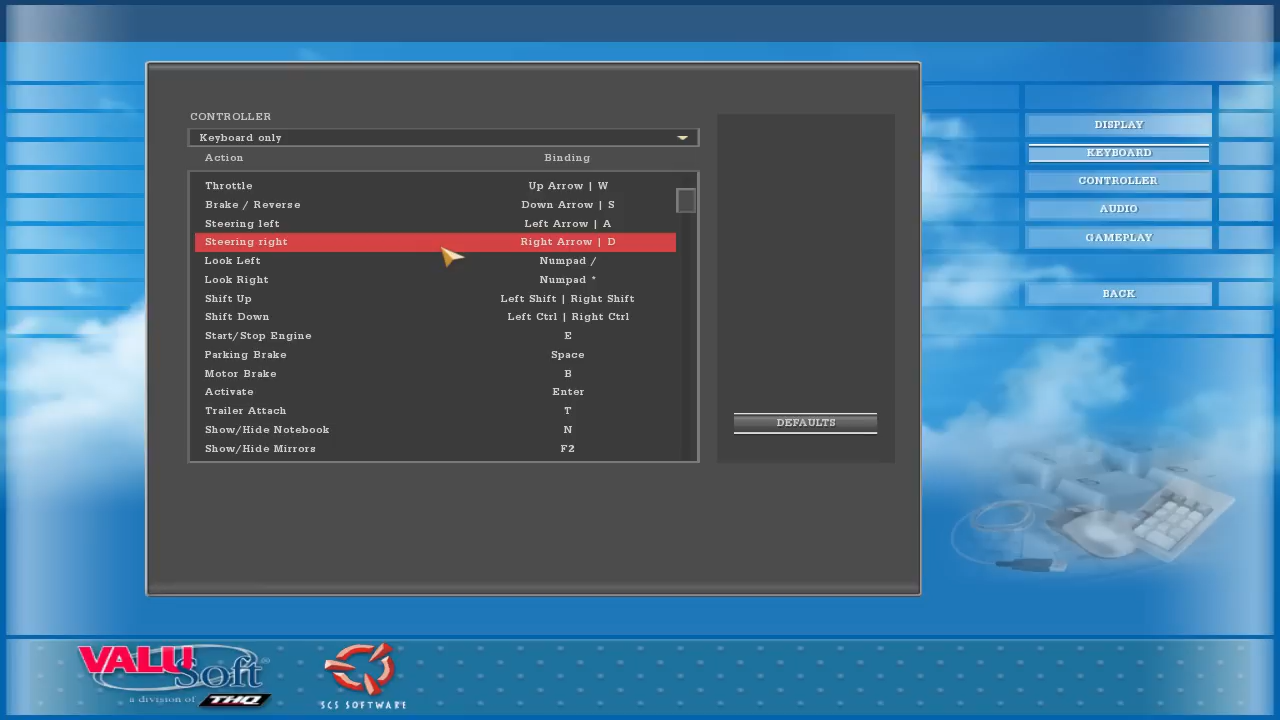 CONTROLLER
Keyboard only
Action Binding
Throttle Up Arrow | W
Brake / Reverse Down Arrow | S
Steering left Left Arrow | A
Steering right Right Arrow | D
Look Left Numpad /
Look Right Numpad *
Shift Up Left Shift | Right Shift
Shift Down Left Ctrl | Right Ctrl
Start/Stop Engine E
Parking Brake Space
Motor Brake B
Activate Enter
Trailer Attach T
Show/Hide Notebook N
Show/Hide Mirrors F2
DEFAULTS
DISPLAY
KEYBOARD
CONTROLLER
AUDIO
GAMEPLAY
BACK
VALUSoft®
a division of THQ
SCS SOFTWARE